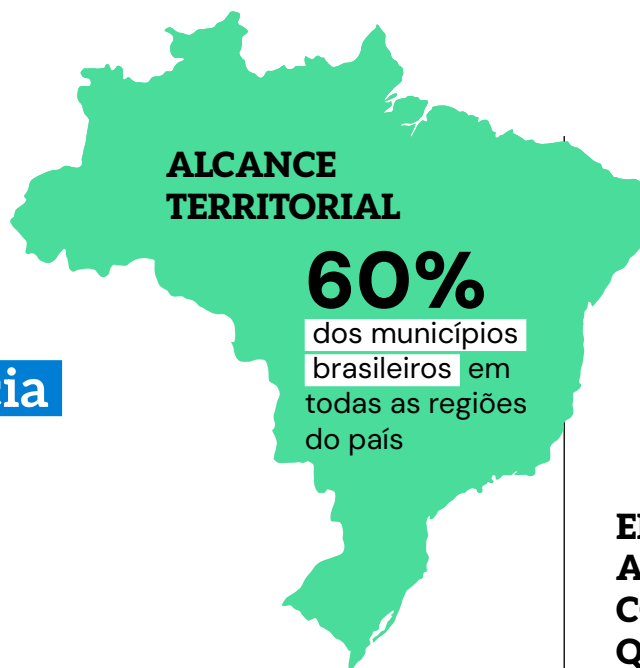 ALCANCE
TERRITORIAL
60%
dos municípios
brasileiros em
todas as regiões
do país